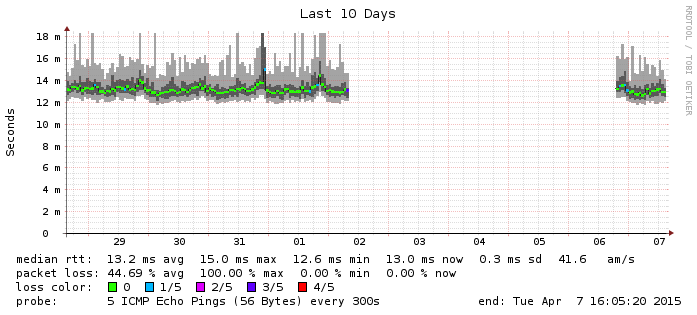 Last 10 Days
RRDTOOL / TOBI OETIKER
Seconds
18 m
16 m
14 m
12 m
10 m
8 m
6 m
4 m
2 m
0
29 30 31 01 02 03 04 05 06 07
median rtt: 13.2 ms avg 15.0 ms max 12.6 ms min 13.0 ms now 0.3 ms sd 41.6 am/s
packet loss: 44.69 % avg 100.00 % max 0.00 % min 0.00 % now
loss color: 0 1/5 2/5 3/5 4/5
probe: 5 ICMP Echo Pings (56 Bytes) every 300s end: Tue Apr 7 16:05:20 2015